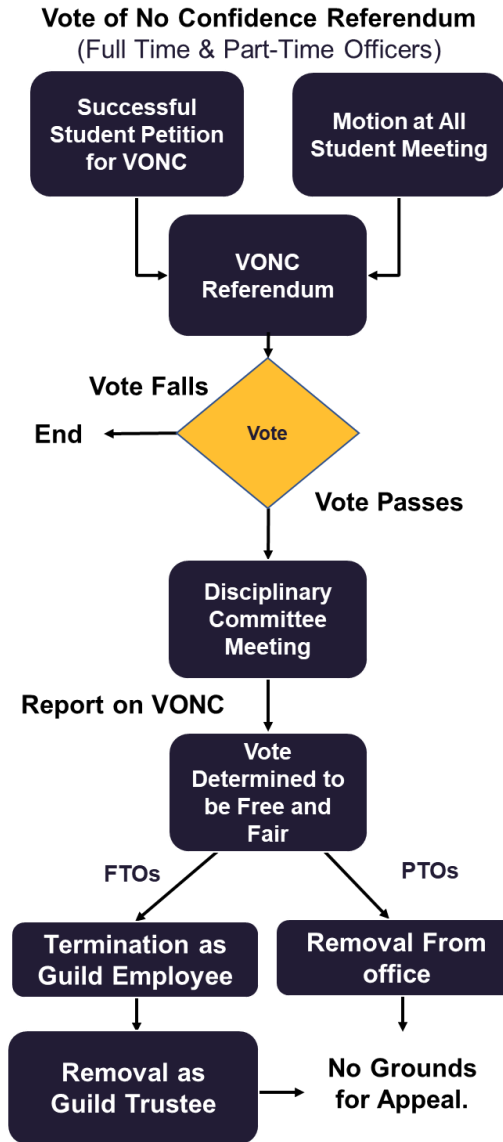 Vote of No Confidence Referendum
(Full Time & Part-Time Officers)
Successful
Student Petition
for VONC
Motion at All
Student Meeting
VONC
Referendum
Vote Falls
End
Vote
Vote Passes
Disciplinary
Committee
Meeting
Report on VONC
Vote
Determined to
be Free and
Fair
FTOs
PTOs
Termination as
Guild Employee
Removal From
office
Removal as
Guild Trustee
No Grounds
for Appeal.